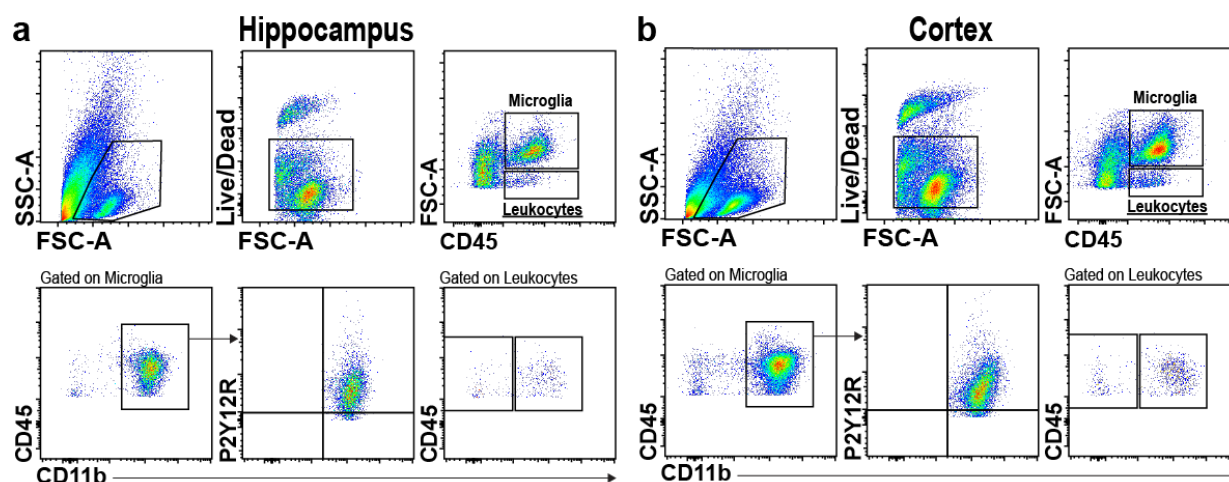 a
Hippocampus
SSC-A
FSC-A
Live/Dead
FSC-A
FSC-A
Microglia
Leukocytes
CD45
Gated on Microglia
CD45
CD11b
P2Y12R
Gated on Leukocytes
CD45
b
Cortex
SSC-A
FSC-A
Live/Dead
FSC-A
FSC-A
Microglia
Leukocytes
CD45
Gated on Microglia
CD45
CD11b
P2Y12R
Gated on Leukocytes
CD45